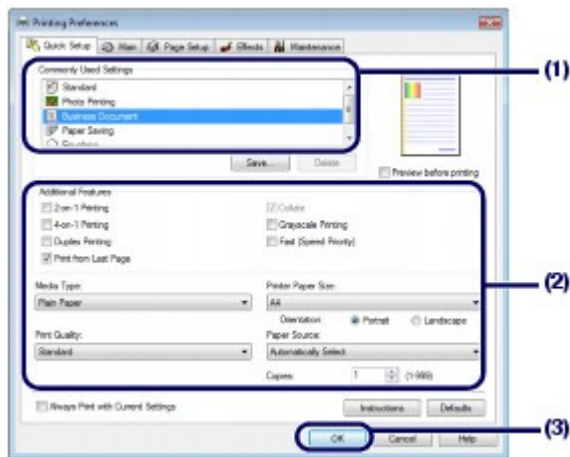 Printing Preferences
Quick Setup Main Page Setup Effects Maintenance
Commonly Used Settings
(1)
Standard
Photo Printing
Business Document
Paper Saving
Save... Delete
Preview before printing
Additional Features
2-on-1 Printing
Collate
4-on-1 Printing
Grayscale Printing
Duplex Printing
Fast (Speed Priority)
Print from Last Page
(2)
Media Type:
Printer Paper Size:
Plain Paper
A4
Orientation: Portrait Landscape
Print Quality:
Paper Source:
Standard
Automatically Select
Copies: 1 (1-999)
Always Print with Current Settings
Instructions Defaults
(3)
OK Cancel Help